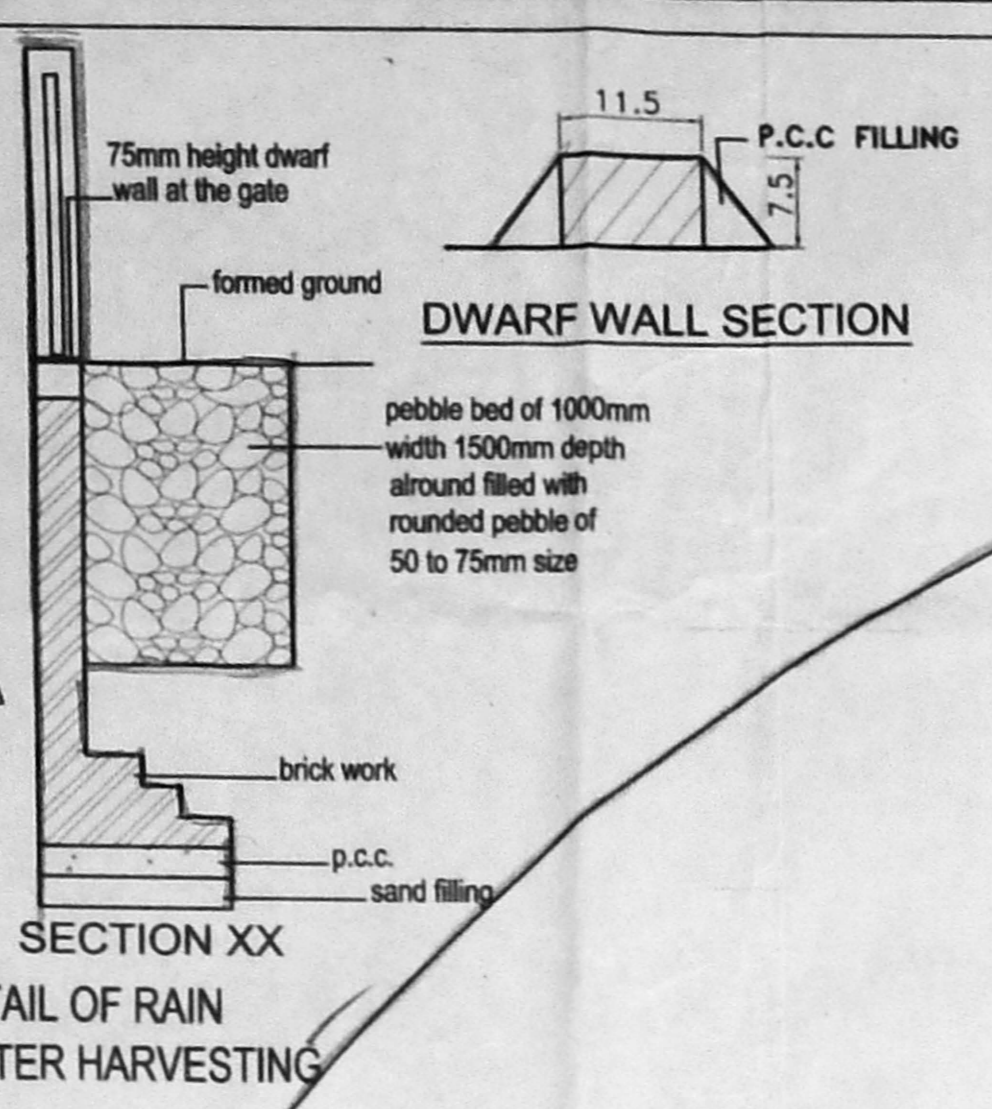 75mm height dwarf
wall at the gate
formed ground
11.5
P.C.C FILLING
7.5
DWARF WALL SECTION
pebble bed of 1000mm
width 1500mm depth
alround filled with
rounded pebble of
50 to 75mm size
brick work
p.c.c.
sand filling
SECTION XX
AIL OF RAIN
TER HARVESTING